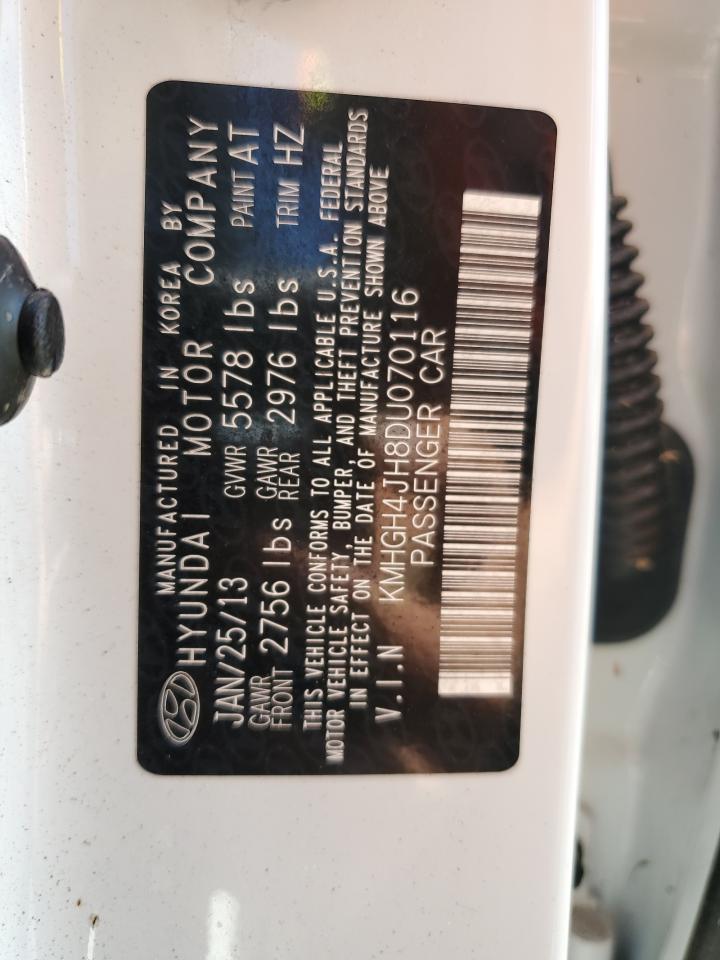 MANUFACTURED IN KOREA BY
HYUNDAI MOTOR COMPANY
JAN/25/13 GVWR 5578 lbs PAINT AT
GAWR FRONT 2756 lbs GAWR REAR 2976 lbs TRIM HZ
THIS VEHICLE CONFORMS TO ALL APPLICABLE U.S.A. FEDERAL
MOTOR VEHICLE SAFETY, BUMPER, AND THEFT PREVENTION STANDARDS
IN EFFECT ON THE DATE OF MANUFACTURE SHOWN ABOVE
V.I.N KMHGH4JH8DU070116
PASSENGER CAR